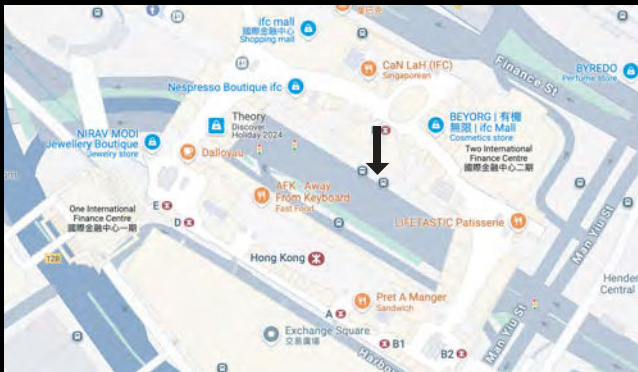 ifc mall
國際金融中心
Shopping mall
CaN LaH (IFC)
Singaporean
Finance St
BYREDO
Perfume store
Nespresso Boutique ifc
Theory
Discover
Holiday 2024
BEYORG | 有機
無限 | ifc Mall
Cosmetics store
NIRAV MODI
Jewellery Boutique
Jewelry store
Dalloyau
Two International
Finance Centre
國際金融中心二期
AFK - Away
From Keyboard
Fast Food
One International
Finance Centre
國際金融中心一期
E
D
LIFETASTIC Patisserie
Man Yiu St
128
Hong Kong
Hender
Central
Pret A Manger
Sandwich
A
Exchange Square
交易廣場
Harbou
B1
B2
Man Yiu St